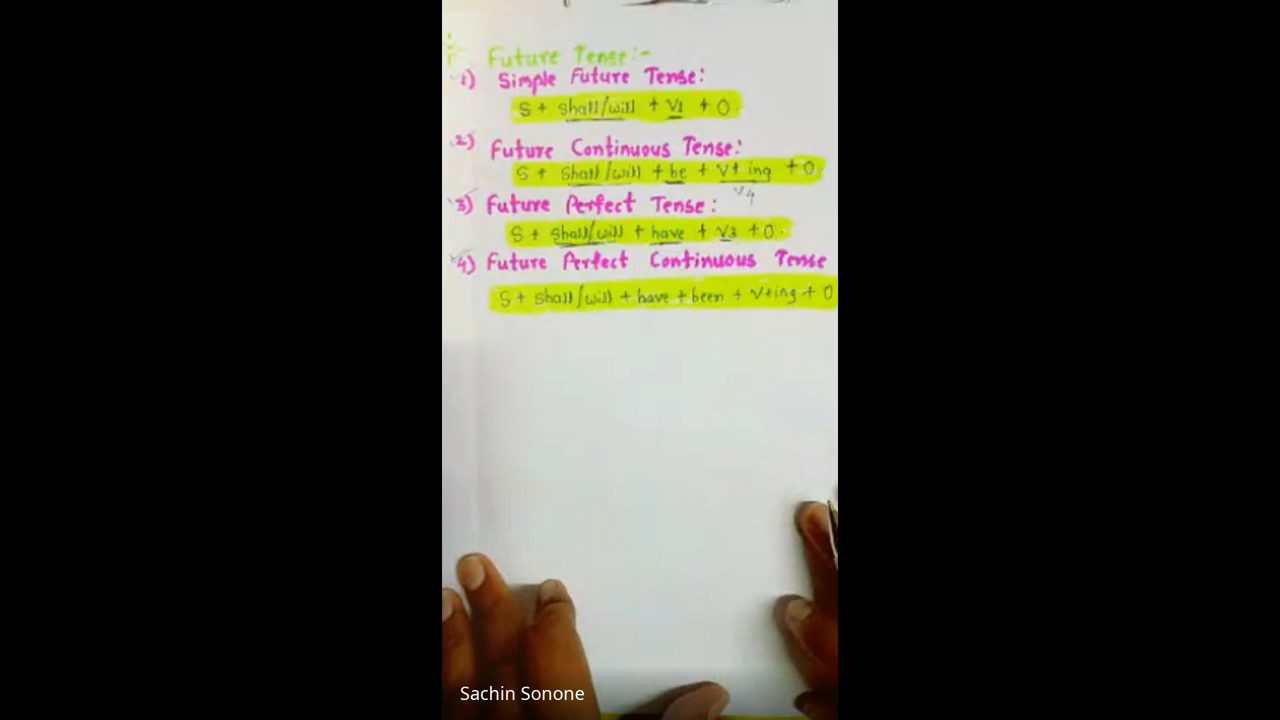 Future Tense:-
1) Simple Future Tense:
S + shall/will + V1 + O
2) Future Continuous Tense:
S + shall/will + be + V+ ing + O
V4
3) Future Perfect Tense:
S + shall/will + have + V3 + O.
4) Future Perfect Continuous Tense
S + shall/will + have + been + V+ing + O
Sachin Sonone